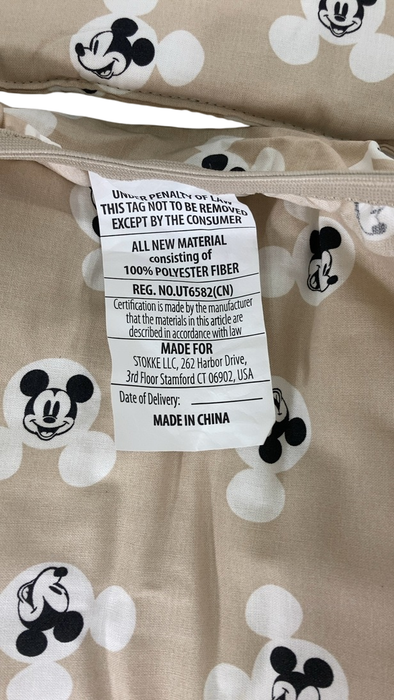 UNDER PENALTY OF LAW
THIS TAG NOT TO BE REMOVED
EXCEPT BY THE CONSUMER
ALL NEW MATERIAL
consisting of
100% POLYESTER FIBER
REG. NO.UT6582(CN)
Certification is made by the manufacturer
that the materials in this article are
described in accordance with law
MADE FOR
STOKKE LLC, 262 Harbor Drive,
3rd Floor Stamford CT 06902, USA
Date of Delivery:
MADE IN CHINA